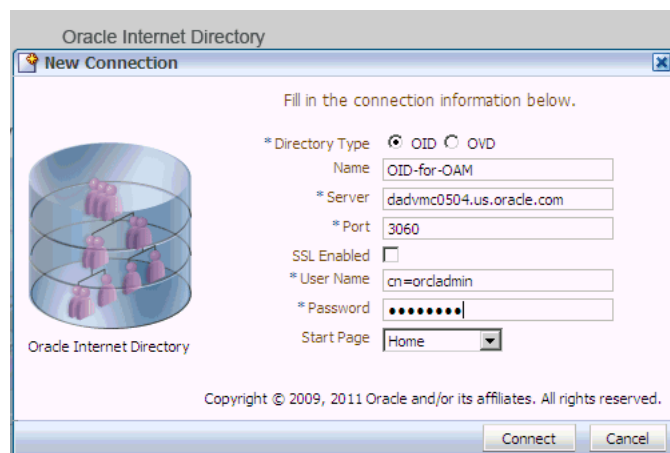 Oracle Internet Directory
New Connection
Fill in the connection information below.
* Directory Type OID OVD
Name OID-for-OAM
* Server dadvmc0504.us.oracle.com
* Port 3060
SSL Enabled
* User Name cn=orcladmin
* Password ●●●●●●●●
Start Page Home
Oracle Internet Directory
Copyright © 2009, 2011 Oracle and/or its affiliates. All rights reserved.
Connect Cancel